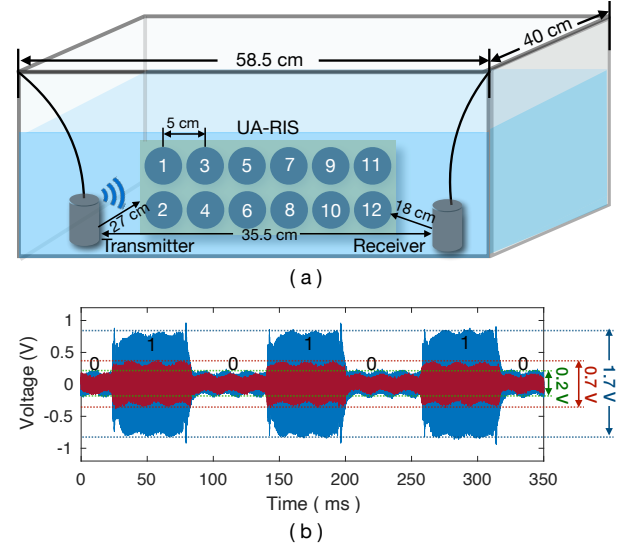 58.5 cm
40 cm
UA-RIS
5 cm
1 3 5 7 9 11
2 4 6 8 10 12
27 cm
18 cm
35.5 cm
Transmitter
Receiver
( a )
1
0.5
0
-0.5
-1
Voltage (V)
0 1 0 1 0 1 0
0.2 V
0.7 V
1.7 V
0 50 100 150 200 250 300 350
Time ( ms )
( b )